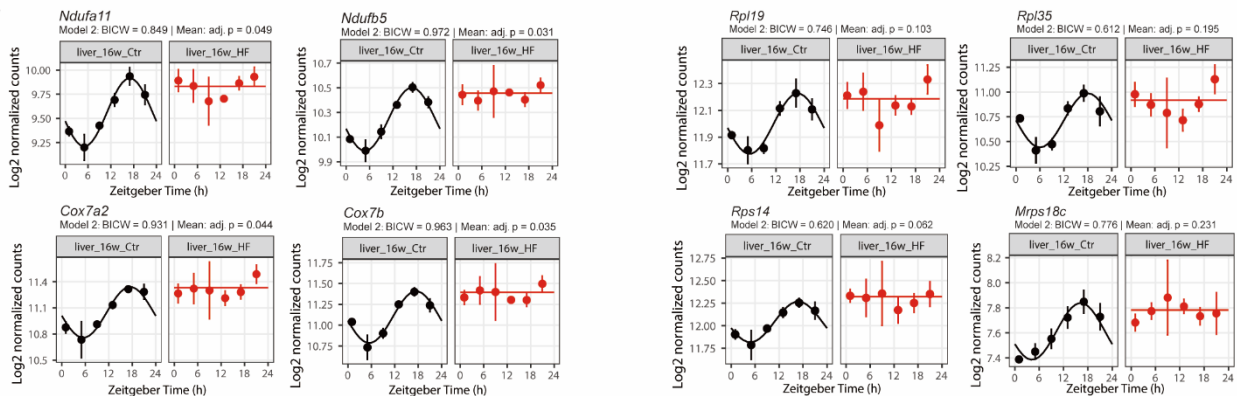 Ndufa11
Model 2: BICW = 0.849 | Mean: adj. p = 0.049
liver_16w_Ctr
liver_16w_HF
Log2 normalized counts
10.00
9.75
9.50
9.25
0 6 12 18 24
0 6 12 18 24
Zeitgeber Time (h)
Ndufb5
Model 2: BICW = 0.972 | Mean: adj. p = 0.031
liver_16w_Ctr
liver_16w_HF
Log2 normalized counts
10.7
10.5
10.3
10.1
9.9
0 6 12 18 24
0 6 12 18 24
Zeitgeber Time (h)
Rpl19
Model 2: BICW = 0.746 | Mean: adj. p = 0.103
liver_16w_Ctr
liver_16w_HF
Log2 normalized counts
12.3
12.1
11.9
11.7
0 6 12 18 24
0 6 12 18 24
Zeitgeber Time (h)
Rpl35
Model 2: BICW = 0.612 | Mean: adj. p = 0.195
liver_16w_Ctr
liver_16w_HF
Log2 normalized counts
11.25
11.00
10.75
10.50
10.25
0 6 12 18 24
0 6 12 18 24
Zeitgeber Time (h)
Cox7a2
Model 2: BICW = 0.931 | Mean: adj. p = 0.044
liver_16w_Ctr
liver_16w_HF
Log2 normalized counts
11.4
11.1
10.8
10.5
0 6 12 18 24
0 6 12 18 24
Zeitgeber Time (h)
Cox7b
Model 2: BICW = 0.963 | Mean: adj. p = 0.035
liver_16w_Ctr
liver_16w_HF
Log2 normalized counts
11.75
11.50
11.25
11.00
10.75
0 6 12 18 24
0 6 12 18 24
Zeitgeber Time (h)
Rps14
Model 2: BICW = 0.620 | Mean: adj. p = 0.062
liver_16w_Ctr
liver_16w_HF
Log2 normalized counts
12.75
12.50
12.25
12.00
11.75
0 6 12 18 24
0 6 12 18 24
Zeitgeber Time (h)
Mrps18c
Model 2: BICW = 0.776 | Mean: adj. p = 0.231
liver_16w_Ctr
liver_16w_HF
Log2 normalized counts
8.2
8.0
7.8
7.6
7.4
0 6 12 18 24
0 6 12 18 24
Zeitgeber Time (h)